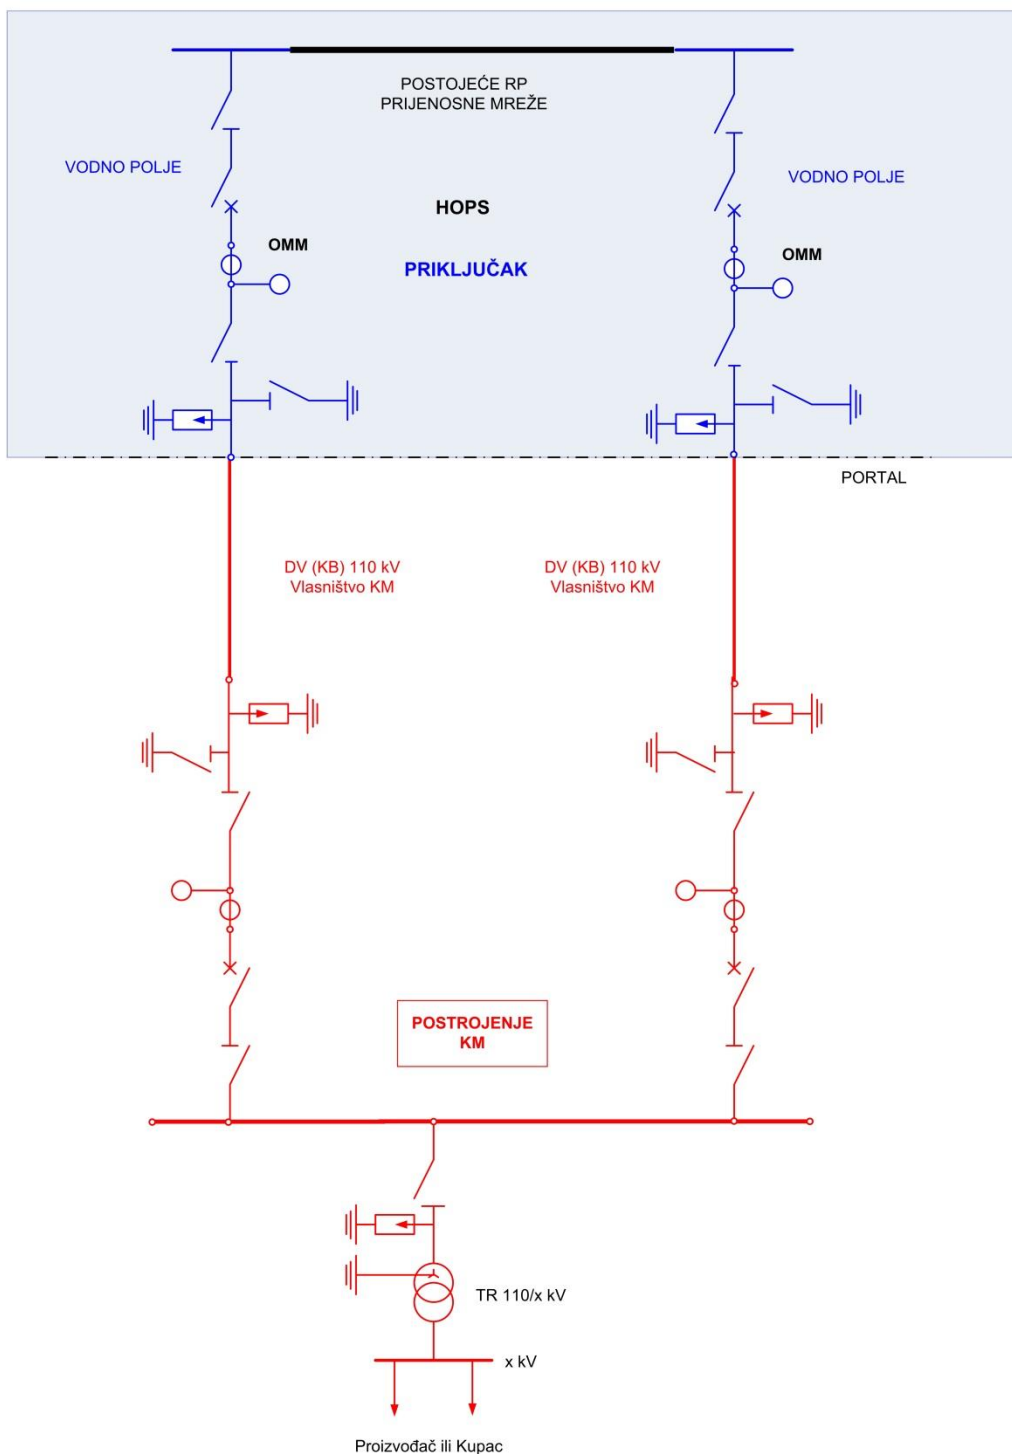 POSTOJEĆE RP
PRIJENOSNE MREŽE
VODNO POLJE
VODNO POLJE
HOPS
OMM
OMM
PRIKLJUČAK
PORTAL
DV (KB) 110 kV
Vlasništvo KM
DV (KB) 110 kV
Vlasništvo KM
POSTROJENJE
KM
TR 110/x kV
x kV
Proizvođač ili Kupac